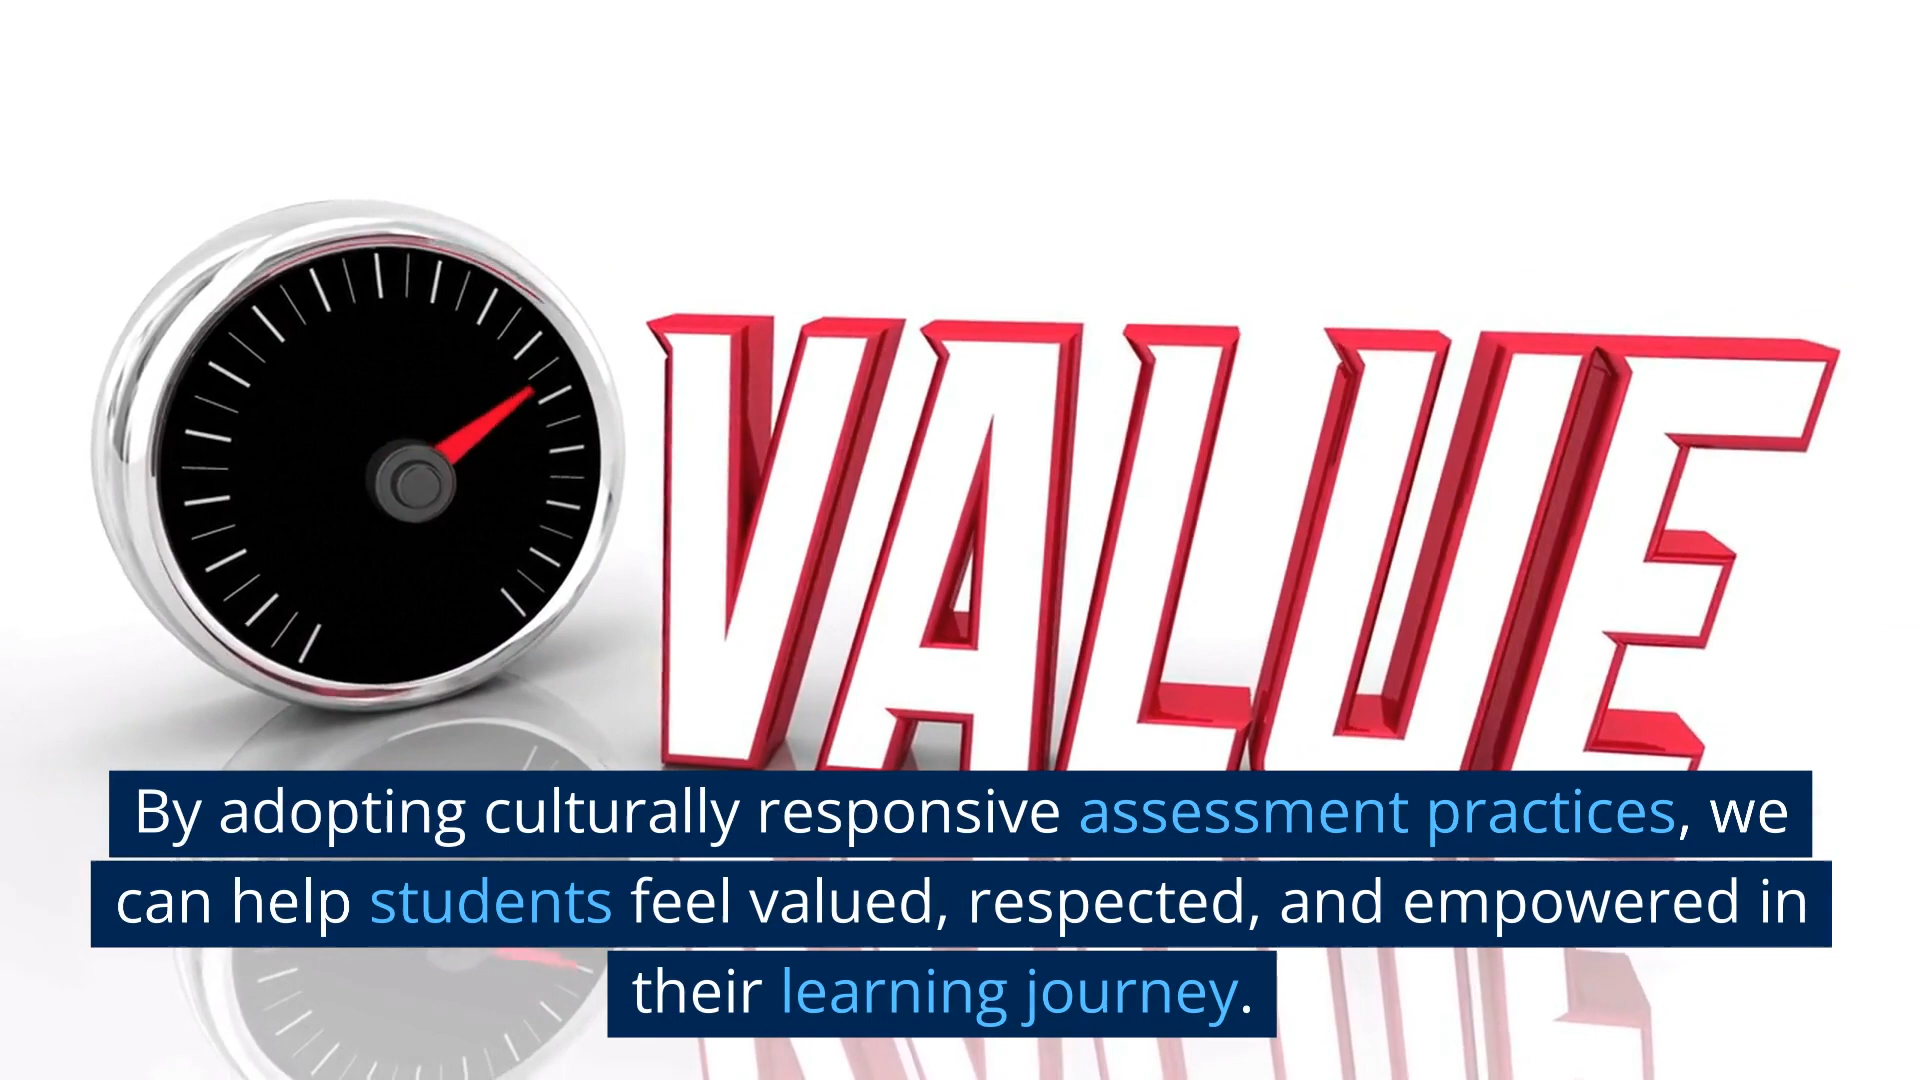 VALUE
By adopting culturally responsive assessment practices, we
can help students feel valued, respected, and empowered in
their learning journey.